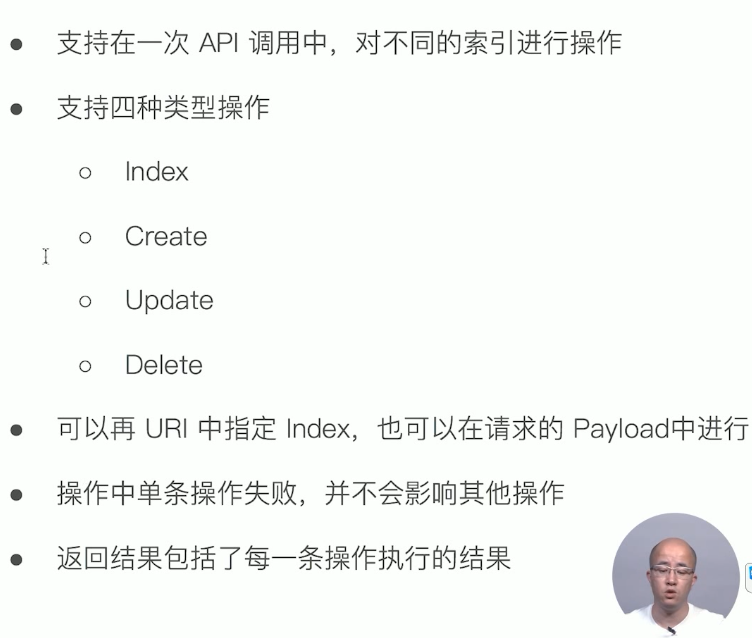 支持在一次 API 调用中，对不同的索引进行操作
支持四种类型操作
Index
Create
Update
Delete
可以再 URI 中指定 Index，也可以在请求的 Payload中进行
操作中单条操作失败，并不会影响其他操作
返回结果包括了每一条操作执行的结果